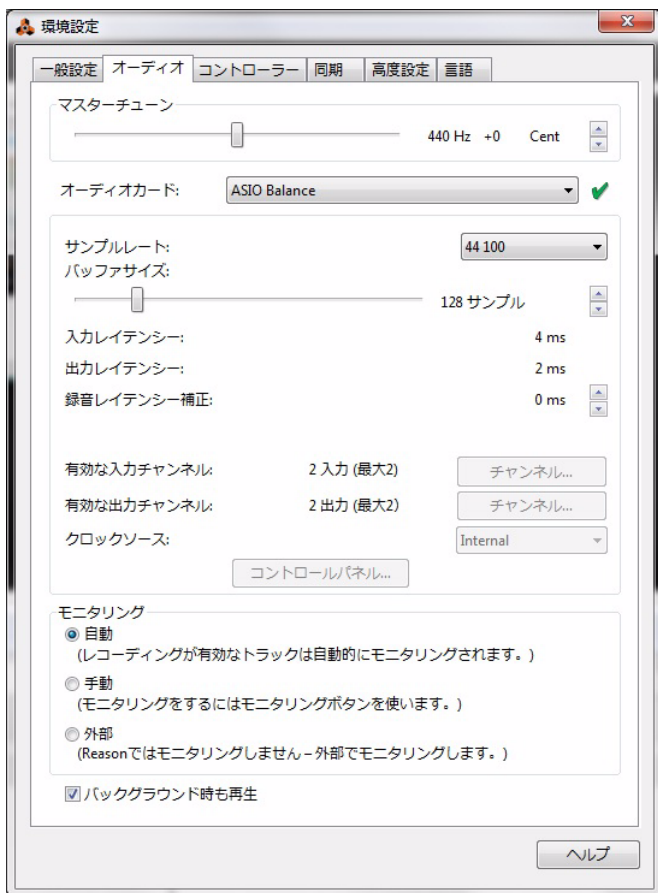 環境設定
一般設定 オーディオ コントローラー 同期 高度設定 言語
マスターチューン
440 Hz +0 Cent
オーディオカード: ASIO Balance
サンプルレート: 44 100
バッファサイズ:
128 サンプル
入力レイテンシー: 4 ms
出力レイテンシー: 2 ms
録音レイテンシー補正: 0 ms
有効な入力チャンネル: 2 入力 (最大2) チャンネル...
有効な出力チャンネル: 2 出力 (最大2) チャンネル...
クロックソース: Internal
コントロールパネル...
モニタリング
自動
(レコーディングが有効なトラックは自動的にモニタリングされます。)
手動
(モニタリングをするにはモニタリングボタンを使います。)
外部
(Reasonではモニタリングしません – 外部でモニタリングします。)
バックグラウンド時も再生
ヘルプ